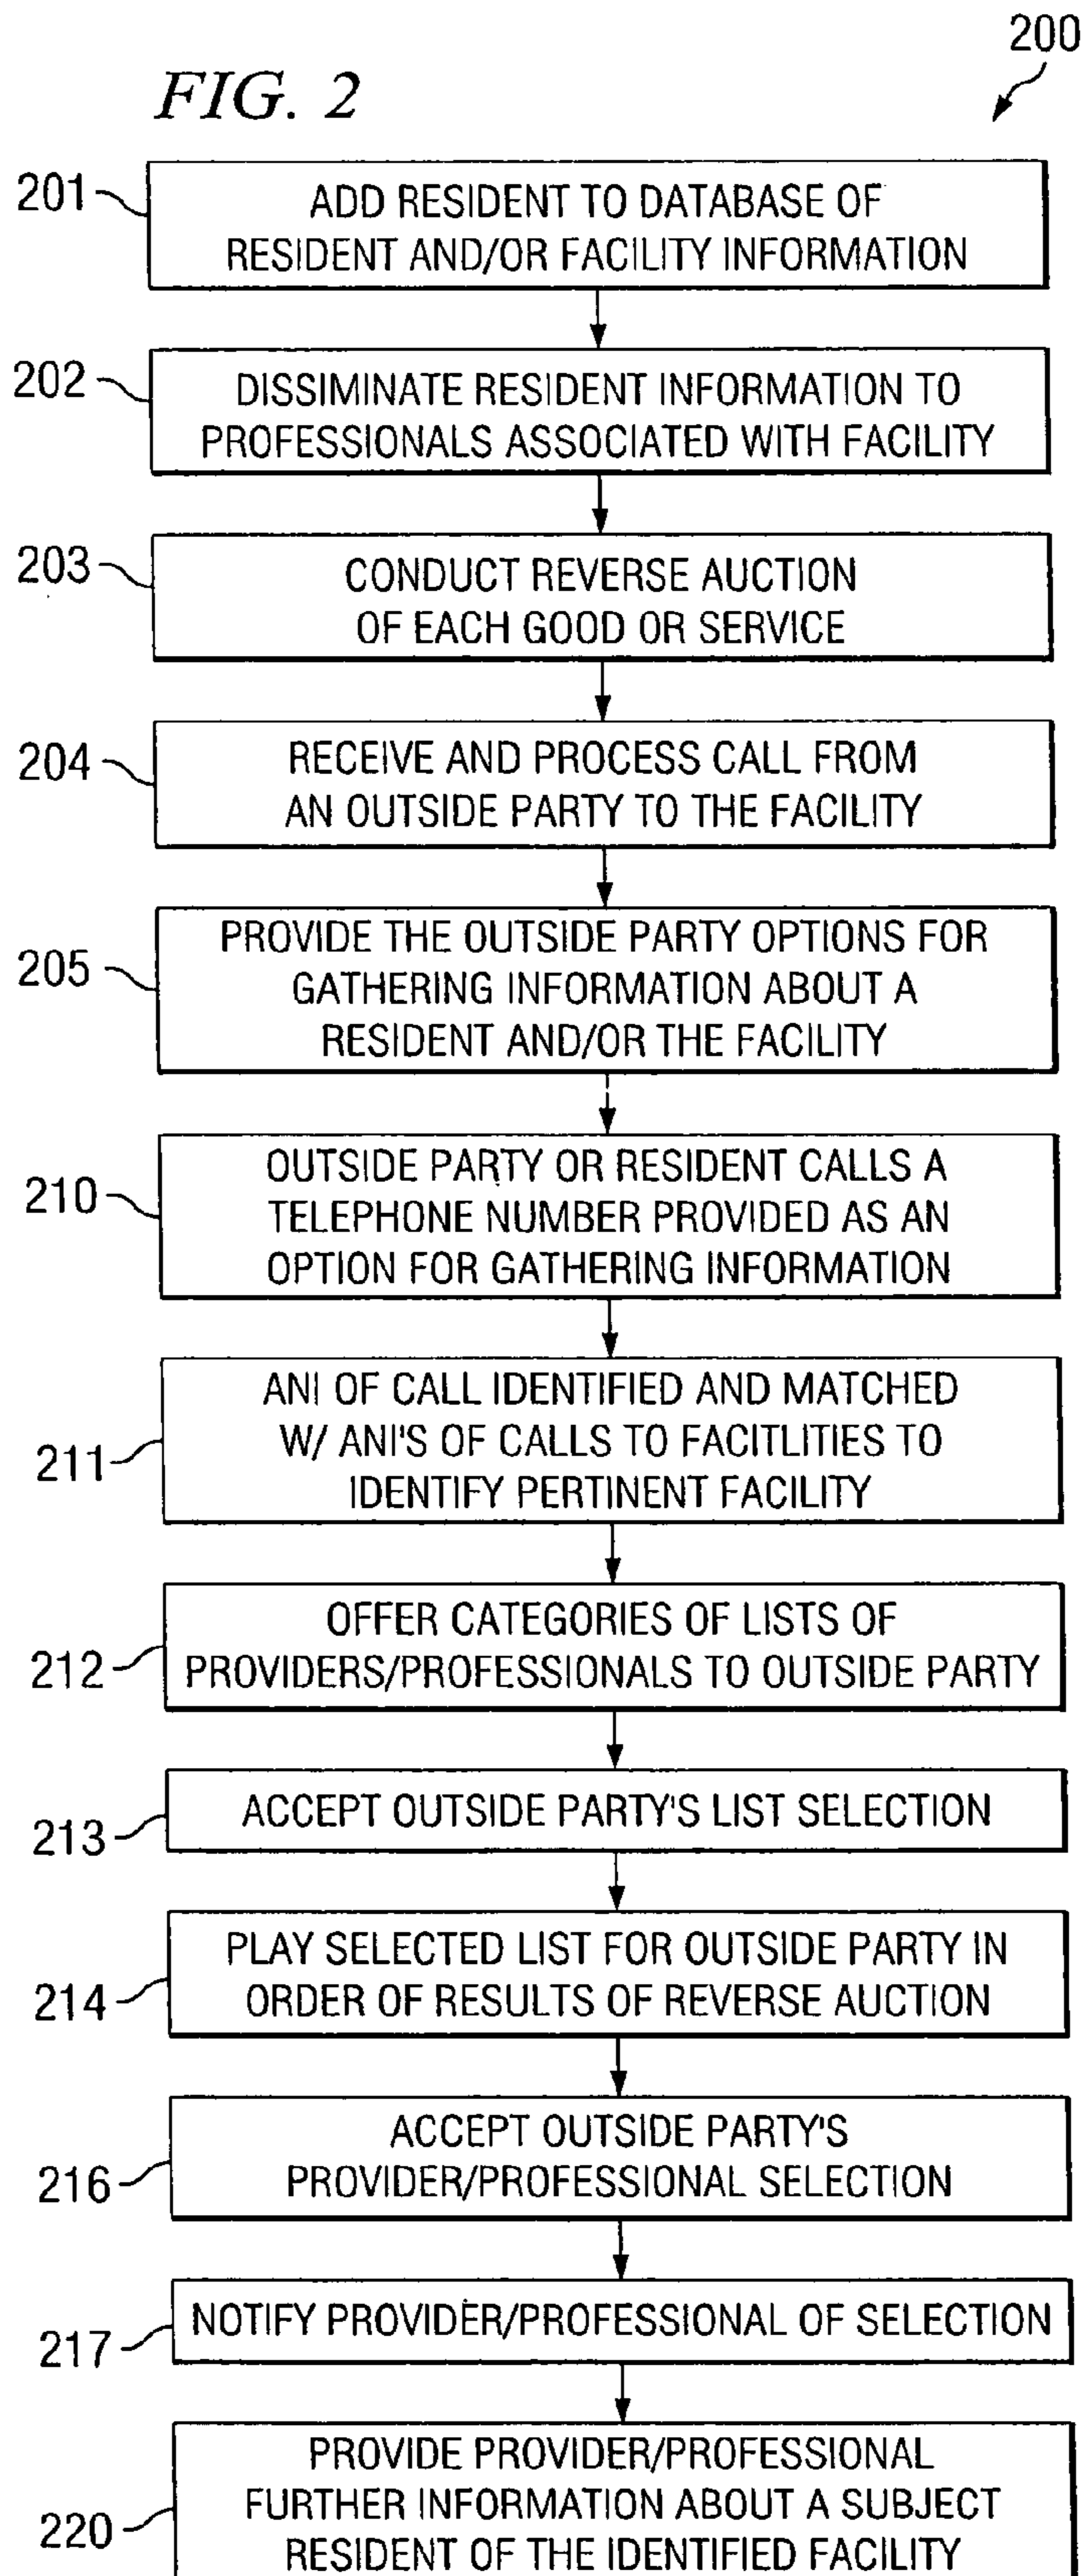 200
FIG. 2
201
ADD RESIDENT TO DATABASE OF
RESIDENT AND/OR FACILITY INFORMATION
202
DISSIMINATE RESIDENT INFORMATION TO
PROFESSIONALS ASSOCIATED WITH FACILITY
203
CONDUCT REVERSE AUCTION
OF EACH GOOD OR SERVICE
204
RECEIVE AND PROCESS CALL FROM
AN OUTSIDE PARTY TO THE FACILITY
205
PROVIDE THE OUTSIDE PARTY OPTIONS FOR
GATHERING INFORMATION ABOUT A
RESIDENT AND/OR THE FACILITY
210
OUTSIDE PARTY OR RESIDENT CALLS A
TELEPHONE NUMBER PROVIDED AS AN
OPTION FOR GATHERING INFORMATION
211
ANI OF CALL IDENTIFIED AND MATCHED
W/ ANI'S OF CALLS TO FACITLITIES TO
IDENTIFY PERTINENT FACILITY
212
OFFER CATEGORIES OF LISTS OF
PROVIDERS/PROFESSIONALS TO OUTSIDE PARTY
213
ACCEPT OUTSIDE PARTY'S LIST SELECTION
214
PLAY SELECTED LIST FOR OUTSIDE PARTY IN
ORDER OF RESULTS OF REVERSE AUCTION
216
ACCEPT OUTSIDE PARTY'S
PROVIDER/PROFESSIONAL SELECTION
217
NOTIFY PROVIDER/PROFESSIONAL OF SELECTION
220
PROVIDE PROVIDER/PROFESSIONAL
FURTHER INFORMATION ABOUT A SUBJECT
RESIDENT OF THE IDENTIFIED FACILITY